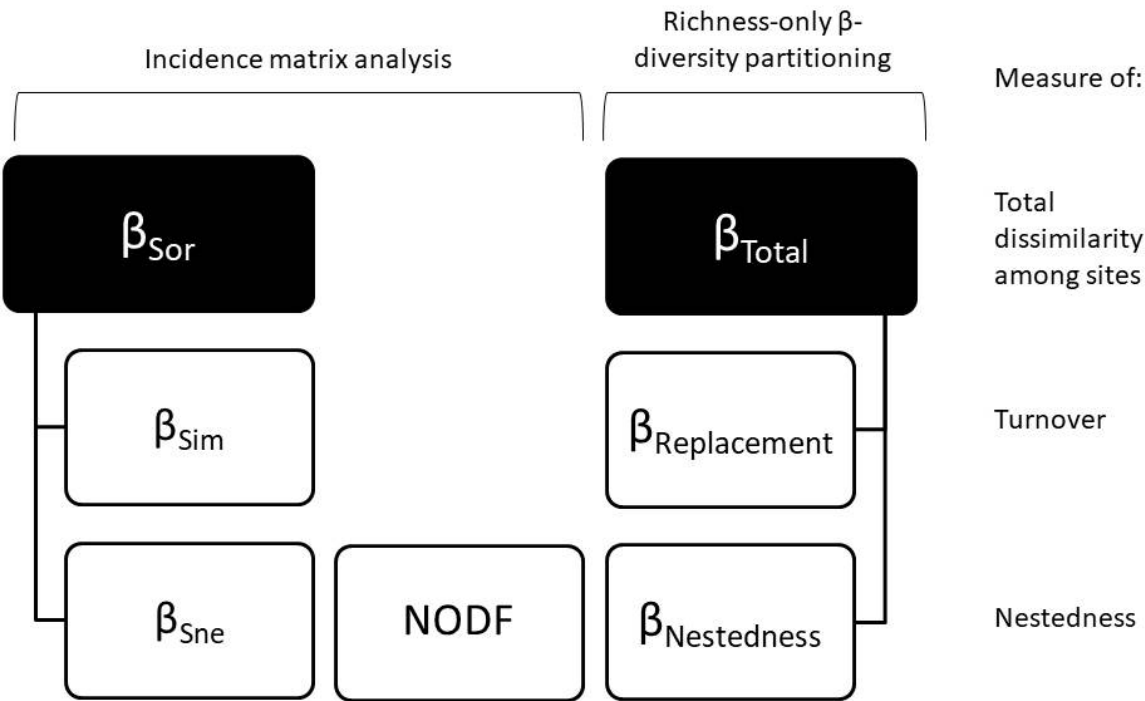 Incidence matrix analysis
Richness-only β-
diversity partitioning
Measure of:
βSor
βTotal
Total
dissimilarity
among sites
βSim
βReplacement
Turnover
βSne
NODF
βNestedness
Nestedness